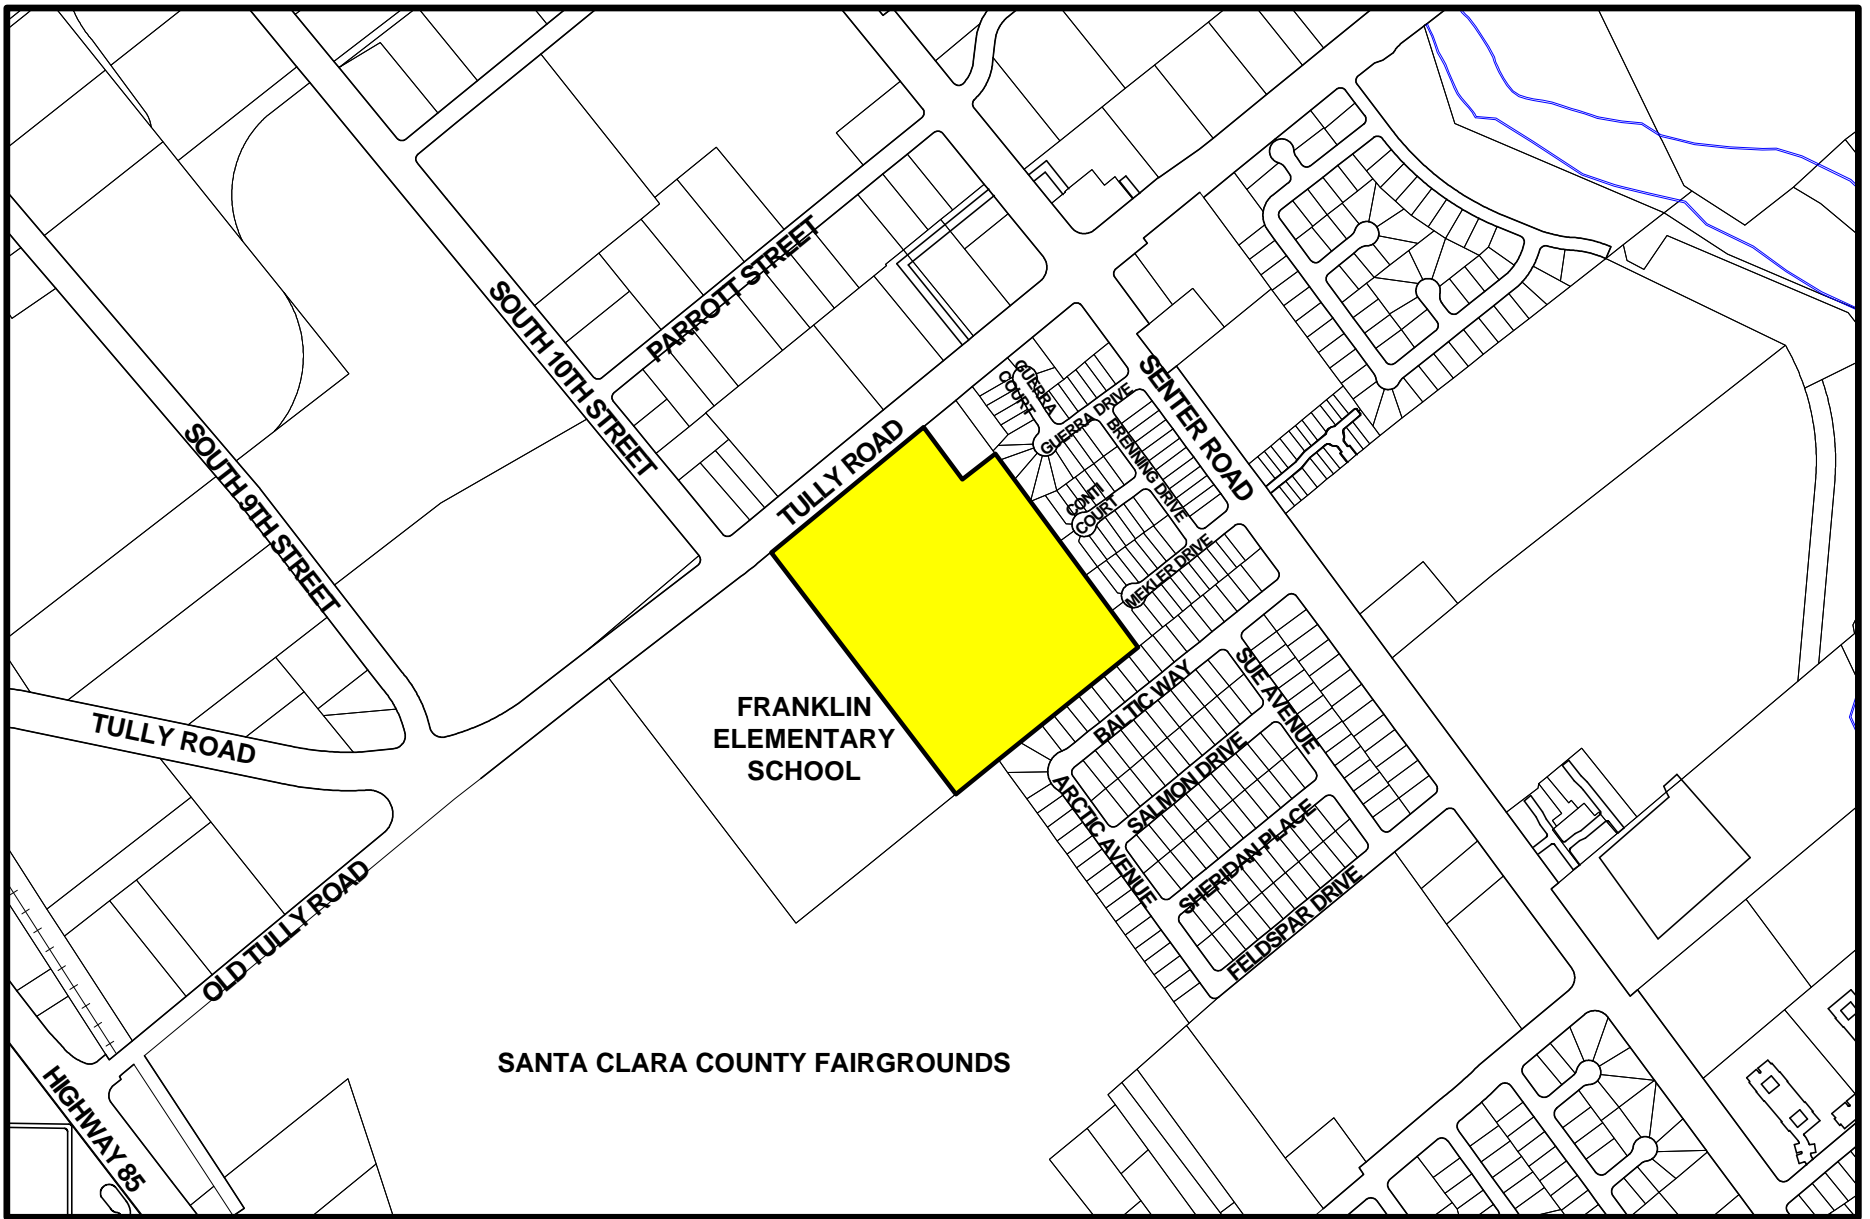 PARROTT STREET
SOUTH 10TH STREET
SOUTH 9TH STREET
TULLY ROAD
GUERRA
COURT
GUERRA DRIVE
BRENNING DRIVE
SENTER ROAD
CONTI
COURT
MEKLER DRIVE
FRANKLIN
ELEMENTARY
SCHOOL
BALTIC WAY
SUE AVENUE
SALMON DRIVE
ARCTIC AVENUE
SHERIDAN PLACE
FELDSPAR DRIVE
TULLY ROAD
OLD TULLY ROAD
SANTA CLARA COUNTY FAIRGROUNDS
HIGHWAY 85